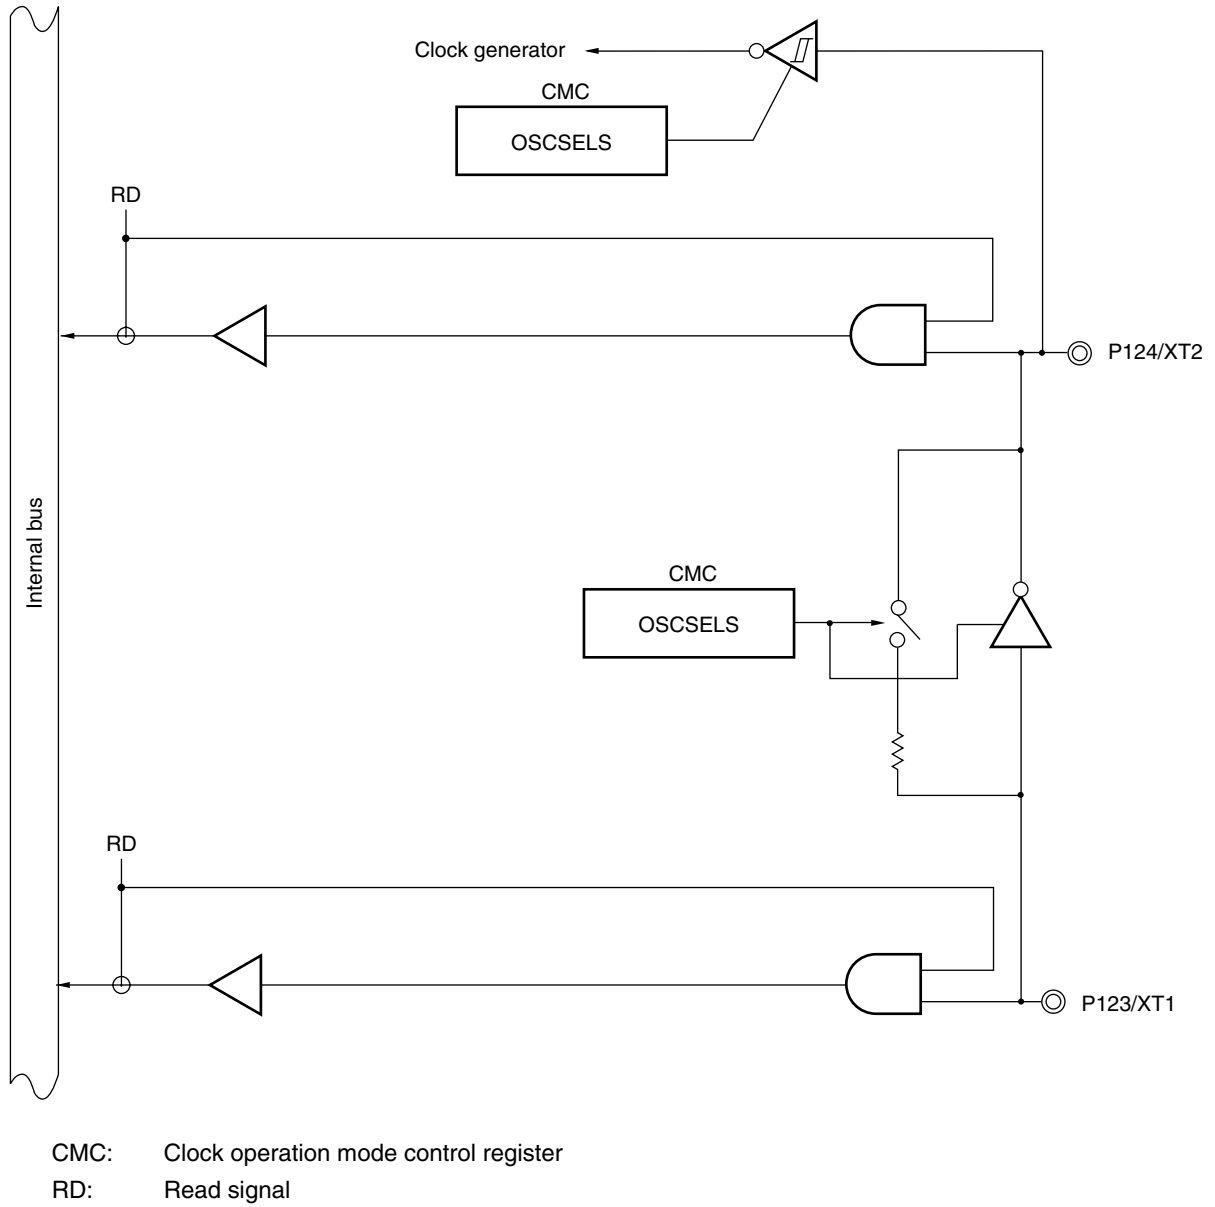 Clock generator
CMC
OSCSELS
RD
P124/XT2
Internal bus
CMC
OSCSELS
RD
P123/XT1
CMC: Clock operation mode control register
RD: Read signal